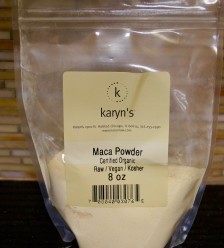 k
karyn's
Maca Powder
Certified Organic
Raw / Vegan / Kosher
8 oz